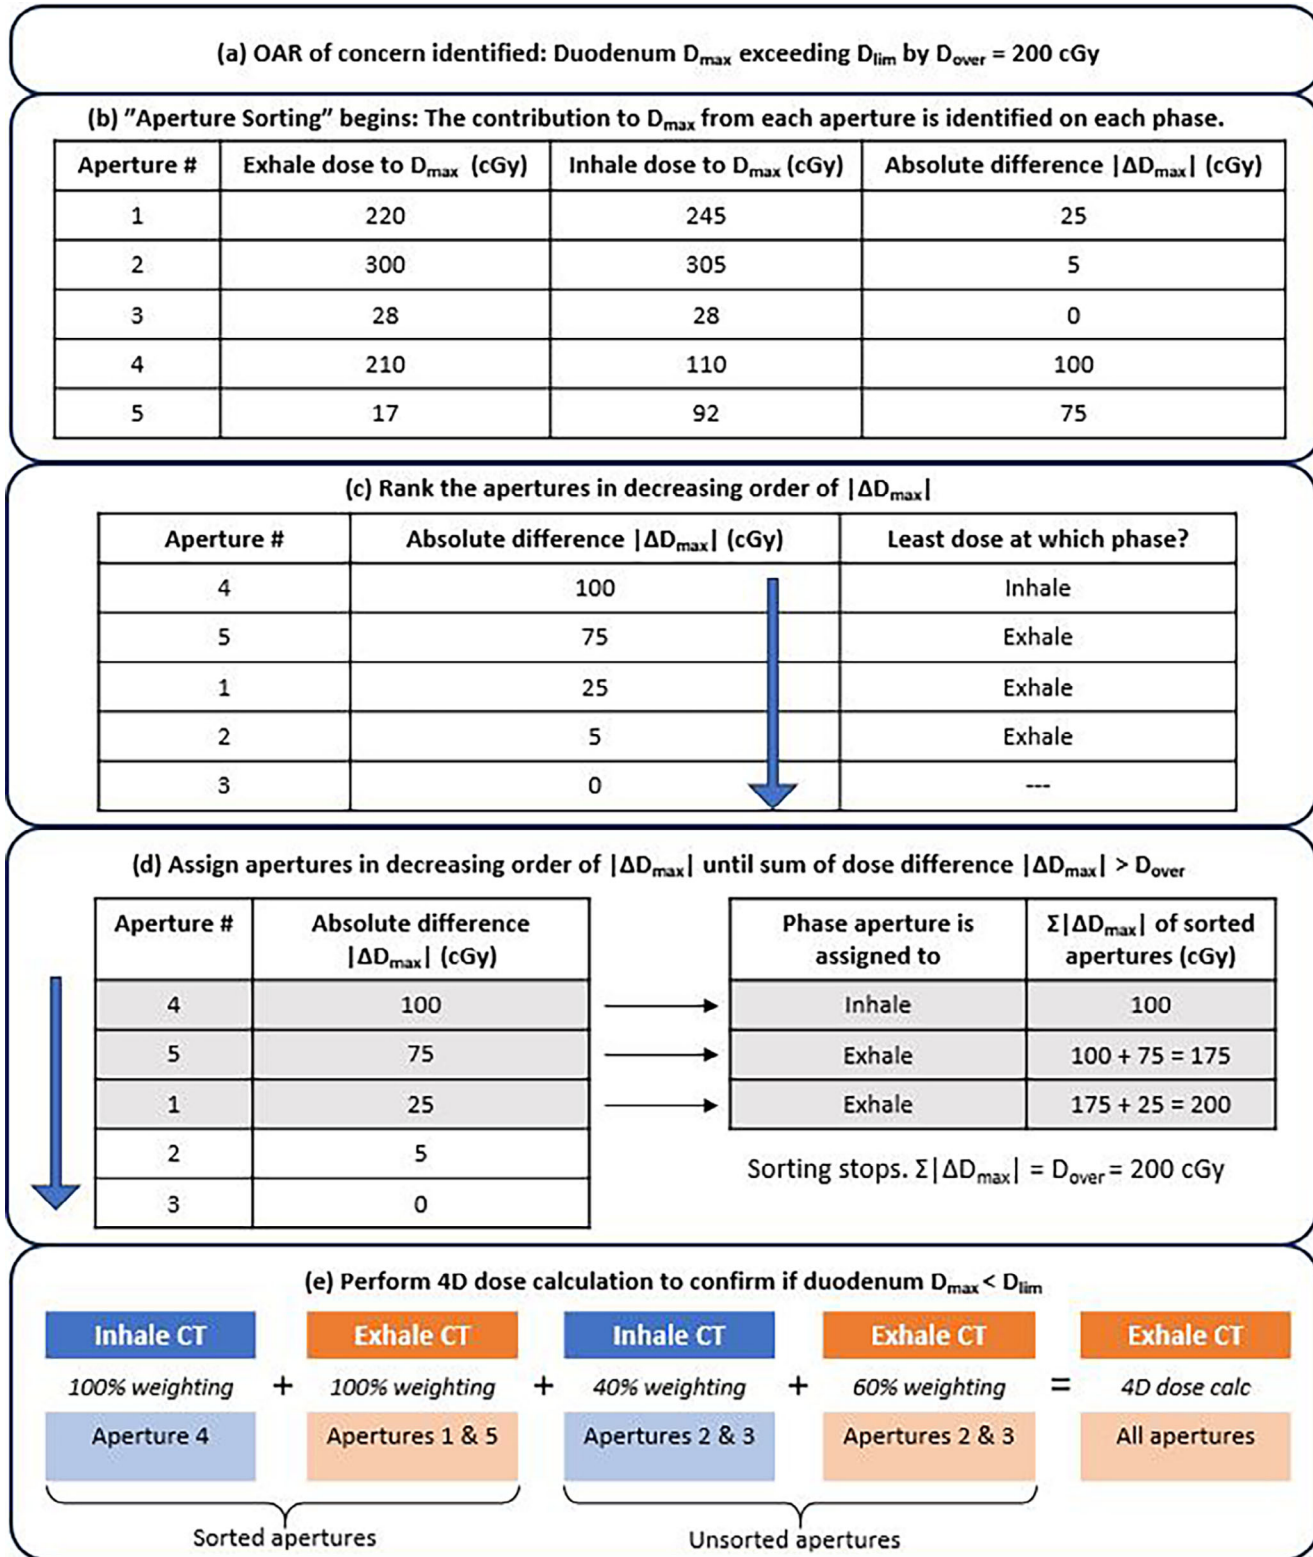 (a) OAR of concern identified: Duodenum Dmax exceeding Dlim by Dover = 200 cGy
(b) ”Aperture Sorting” begins: The contribution to Dmax from each aperture is identified on each phase.
Aperture # Exhale dose to Dmax (cGy) Inhale dose to Dmax (cGy) Absolute difference |ΔDmax| (cGy)
1 220 245 25
2 300 305 5
3 28 28 0
4 210 110 100
5 17 92 75
(c) Rank the apertures in decreasing order of |ΔDmax|
Aperture # Absolute difference |ΔDmax| (cGy) Least dose at which phase?
4 100 Inhale
5 75 Exhale
1 25 Exhale
2 5 Exhale
3 0 ---
(d) Assign apertures in decreasing order of |ΔDmax| until sum of dose difference |ΔDmax| > Dover
Aperture # Absolute difference
|ΔDmax| (cGy)
4 100
5 75
1 25
2 5
3 0
Phase aperture is Σ|ΔDmax| of sorted
assigned to apertures (cGy)
Inhale 100
Exhale 100 + 75 = 175
Exhale 175 + 25 = 200
Sorting stops. Σ|ΔDmax| = Dover = 200 cGy
(e) Perform 4D dose calculation to confirm if duodenum Dmax < Dlim
Inhale CT Exhale CT Inhale CT Exhale CT Exhale CT
100% weighting + 100% weighting + 40% weighting + 60% weighting = 4D dose calc
Aperture 4 Apertures 1 & 5 Apertures 2 & 3 Apertures 2 & 3 All apertures
Sorted apertures Unsorted apertures